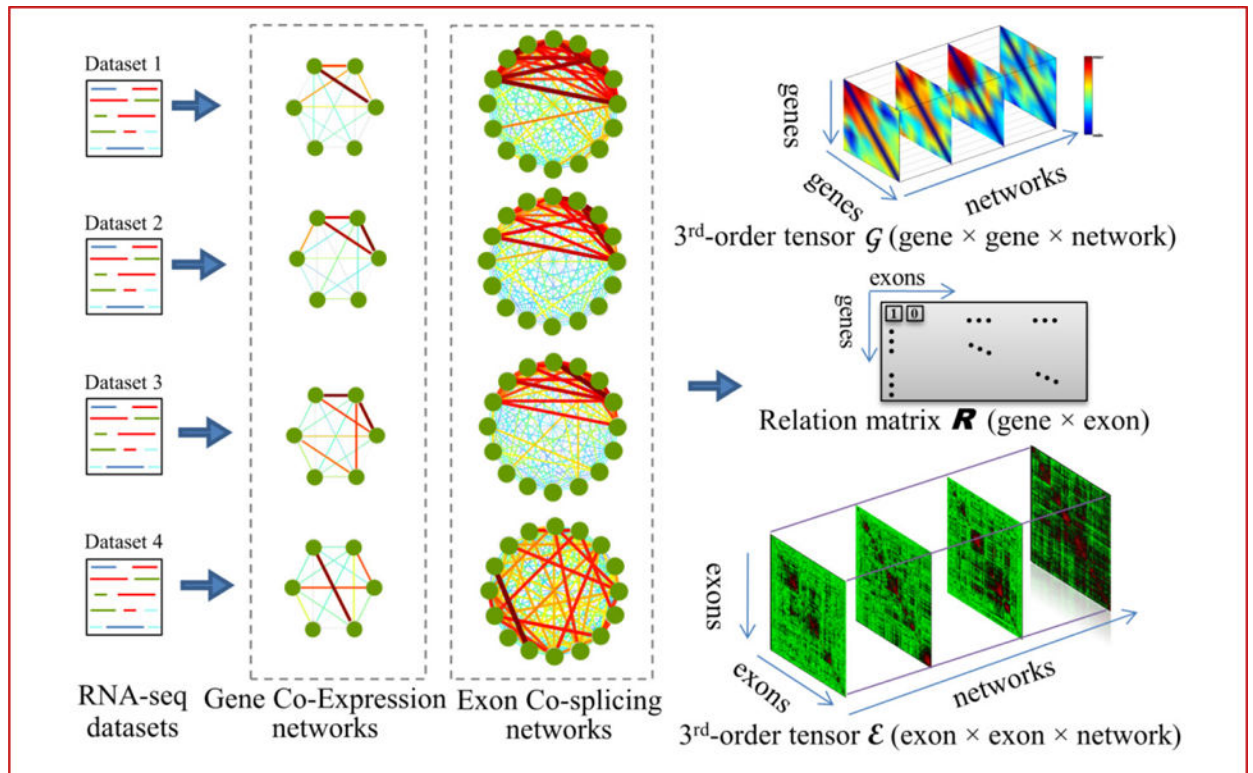 Dataset 1
Dataset 2
Dataset 3
Dataset 4
RNA-seq
datasets
Gene Co-Expression
networks
Exon Co-splicing
networks
genes
genes
networks
3rd-order tensor 𝒢 (gene × gene × network)
exons
genes
1 0
Relation matrix R (gene × exon)
exons
exons
networks
3rd-order tensor ℰ (exon × exon × network)